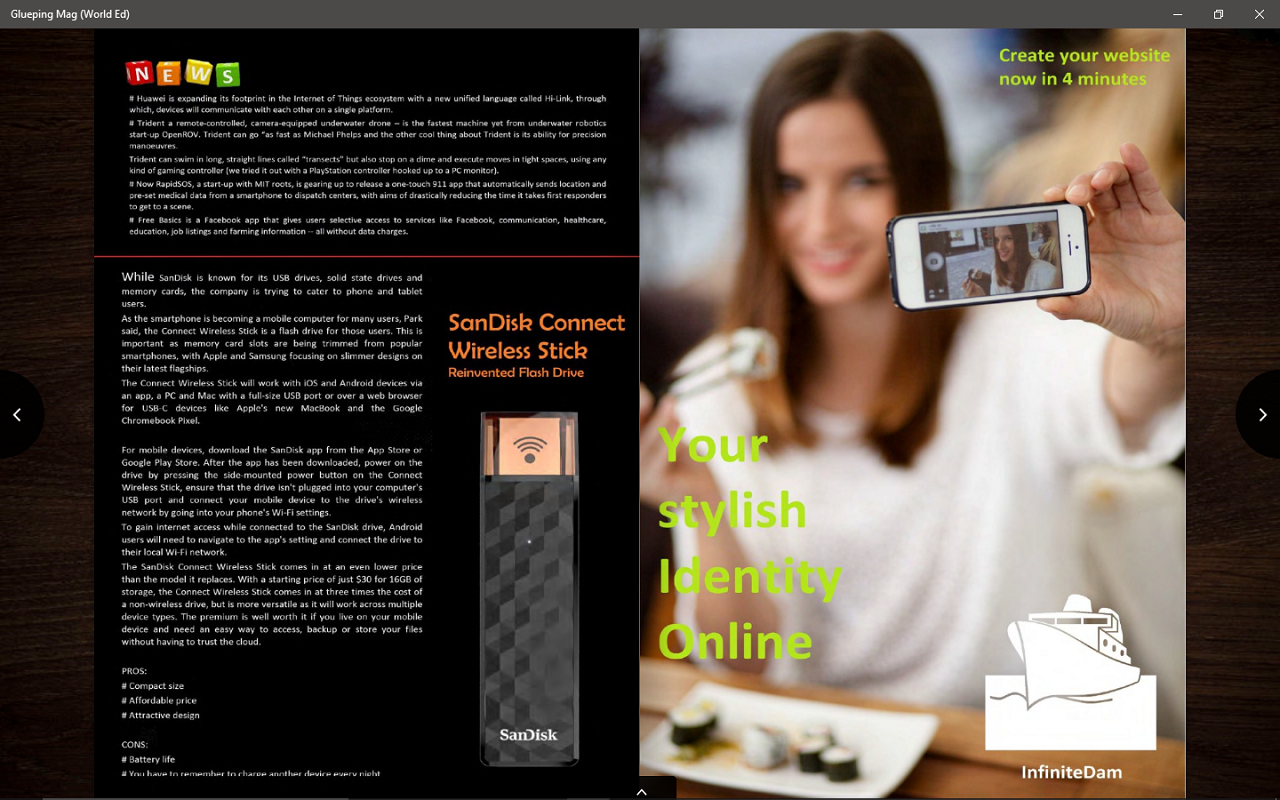 Glueping Mag (World Ed)
NEWS
# Huawei is expanding its footprint in the Internet of Things ecosystem with a new unified language called Hi-Link, through
which, devices will communicate with each other on a single platform.
# Trident a remote-controlled, camera-equipped underwater drone – is the fastest machine yet from underwater robotics
start-up OpenROV. Trident can go "as fast as Michael Phelps and the other cool thing about Trident is its ability for precision
manoeuvres.
Trident can swim in long, straight lines called "transects" but also stop on a dime and execute moves in tight spaces, using any
kind of gaming controller (we tried it out with a PlayStation controller hooked up to a PC monitor).
# Now RapidSOS, a start-up with MIT roots, is gearing up to release a one-touch 911 app that automatically sends location and
pre-set medical data from a smartphone to dispatch centers, with aims of drastically reducing the time it takes first responders
to get to a scene.
# Free Basics is a Facebook app that gives users selective access to services like Facebook, communication, healthcare,
education, job listings and farming information -- all without data charges.
While SanDisk is known for its USB drives, solid state drives and
memory cards, the company is trying to cater to phone and tablet
users.
As the smartphone is becoming a mobile computer for many users, Park
said, the Connect Wireless Stick is a flash drive for those users. This is
important as memory card slots are being trimmed from popular
smartphones, with Apple and Samsung focusing on slimmer designs on
their latest flagships.
The Connect Wireless Stick will work with iOS and Android devices via
an app, a PC and Mac with a full-size USB port or over a web browser
for USB-C devices like Apple's new MacBook and the Google
Chromebook Pixel.
For mobile devices, download the SanDisk app from the App Store or
Google Play Store. After the app has been downloaded, power on the
drive by pressing the side-mounted power button on the Connect
Wireless Stick, ensure that the drive isn't plugged into your computer's
USB port and connect your mobile device to the drive's wireless
network by going into your phone's Wi-Fi settings.
To gain internet access while connected to the SanDisk drive, Android
users will need to navigate to the app's setting and connect the drive to
their local Wi-Fi network.
The SanDisk Connect Wireless Stick comes in at an even lower price
than the model it replaces. With a starting price of just $30 for 16GB of
storage, the Connect Wireless Stick comes in at three times the cost of
a non-wireless drive, but is more versatile as it will work across multiple
device types. The premium is well worth it if you live on your mobile
device and need an easy way to access, backup or store your files
without having to trust the cloud.
PROS:
# Compact size
# Affordable price
# Attractive design
CONS:
# Battery life
# You have to remember to charge another device every night
SanDisk Connect
Wireless Stick
Reinvented Flash Drive
SanDisk
Create your website
now in 4 minutes
Your
stylish
Identity
Online
InfiniteDam